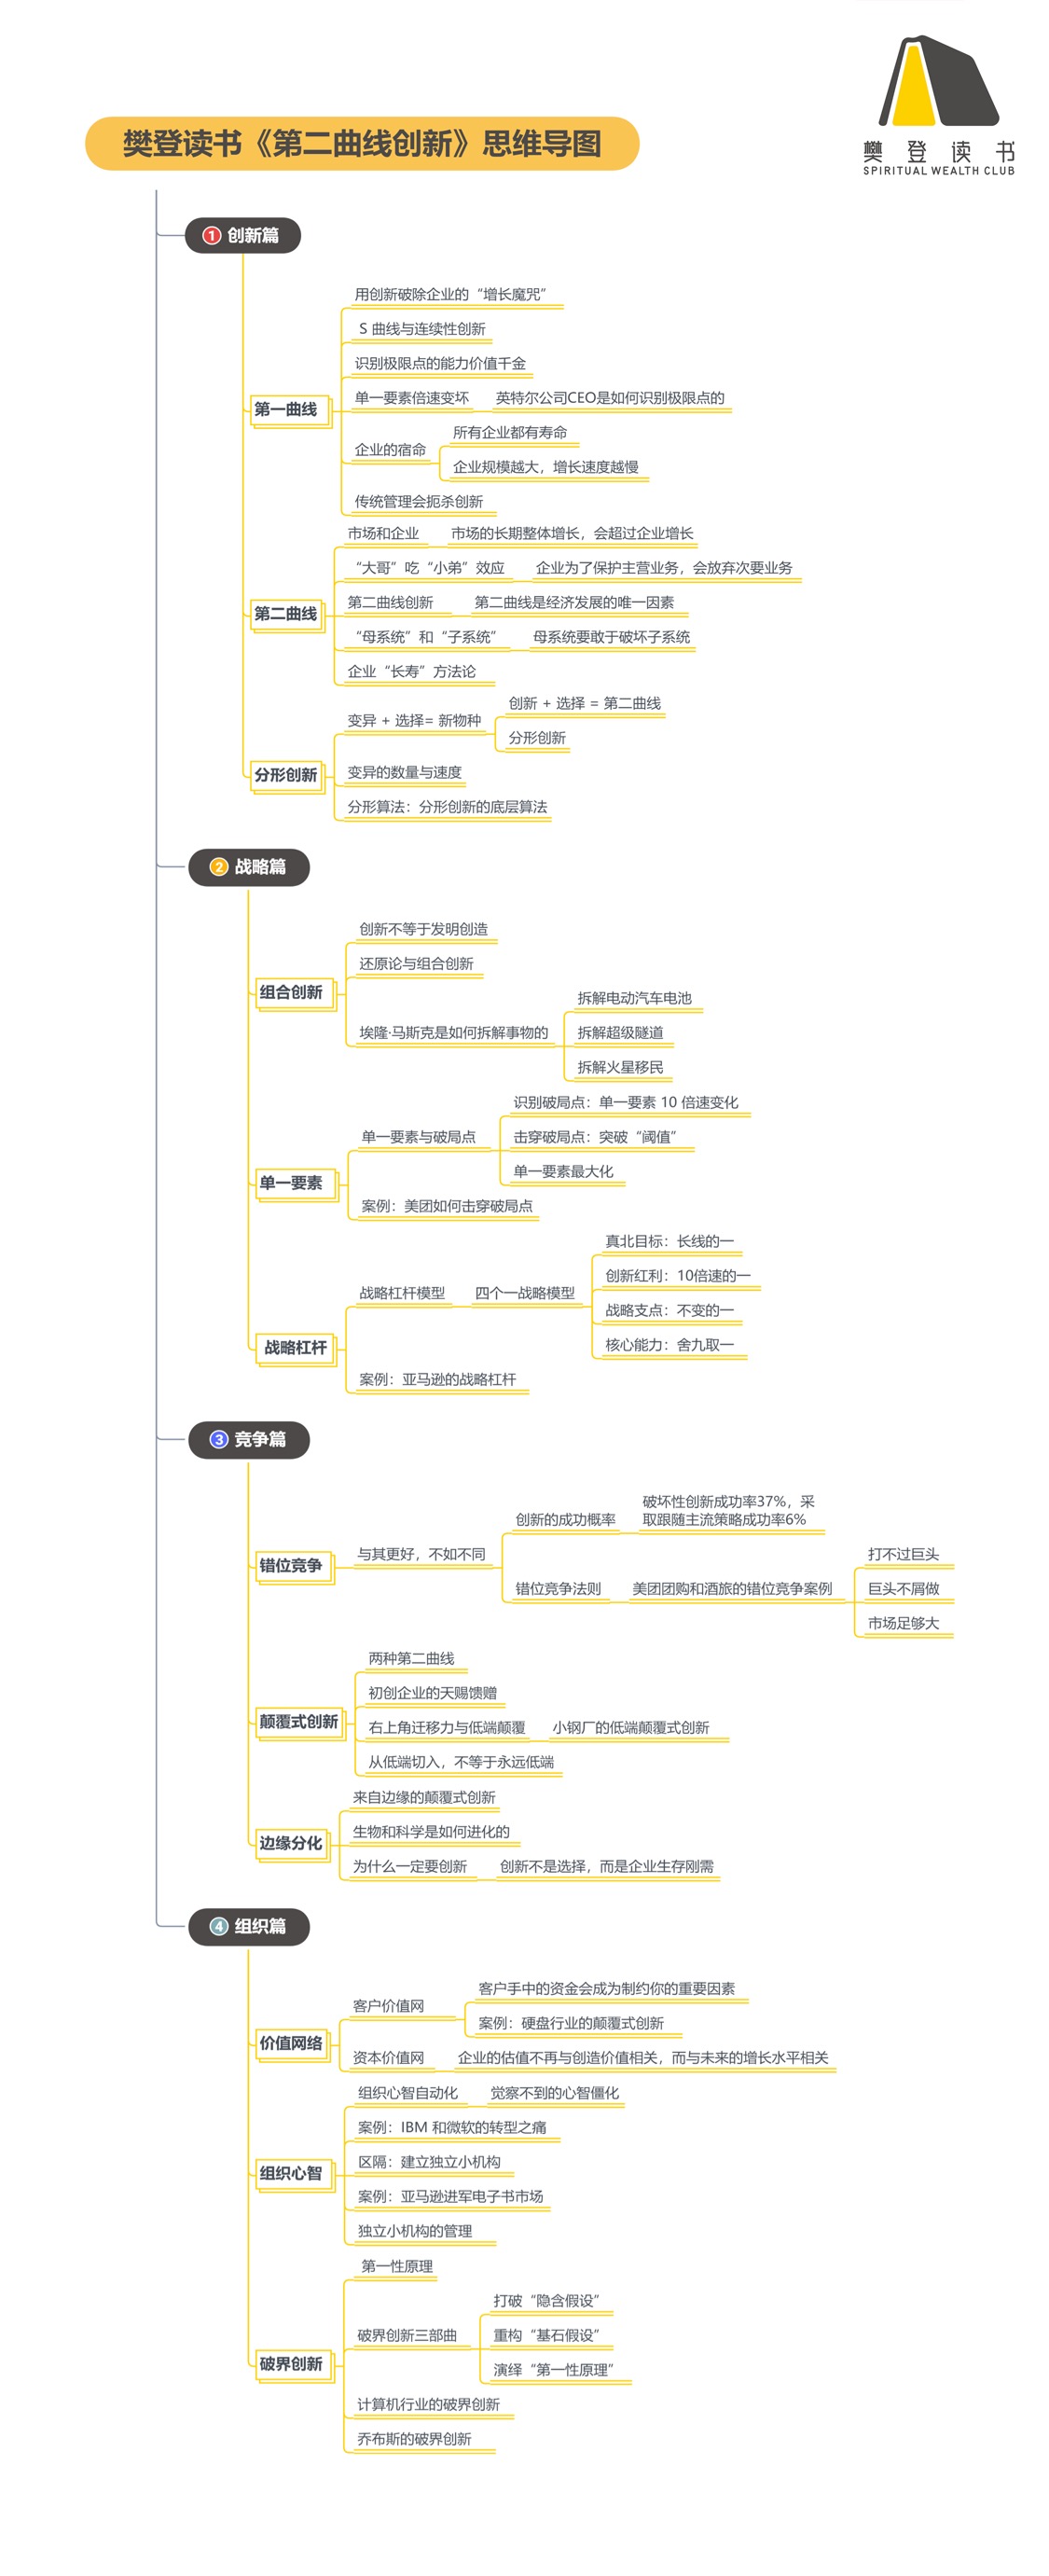 樊登读书
SPIRITUAL WEALTH CLUB
樊登读书《第二曲线创新》思维导图
1 创新篇
第一曲线
用创新破除企业的“增长魔咒”
S 曲线与连续性创新
识别极限点的能力价值千金
单一要素倍速变坏
英特尔公司CEO是如何识别极限点的
企业的宿命
所有企业都有寿命
企业规模越大，增长速度越慢
传统管理会扼杀创新
第二曲线
市场和企业
市场的长期整体增长，会超过企业增长
“大哥”吃“小弟”效应
企业为了保护主营业务，会放弃次要业务
第二曲线创新
第二曲线是经济发展的唯一因素
“母系统”和“子系统”
母系统要敢于破坏子系统
企业“长寿”方法论
分形创新
变异 + 选择= 新物种
创新 + 选择 = 第二曲线
分形创新
变异的数量与速度
分形算法：分形创新的底层算法
2 战略篇
组合创新
创新不等于发明创造
还原论与组合创新
埃隆·马斯克是如何拆解事物的
拆解电动汽车电池
拆解超级隧道
拆解火星移民
单一要素
单一要素与破局点
识别破局点：单一要素 10 倍速变化
击穿破局点：突破“阈值”
单一要素最大化
案例：美团如何击穿破局点
战略杠杆
战略杠杆模型
四个一战略模型
真北目标：长线的一
创新红利：10倍速的一
战略支点：不变的一
核心能力：舍九取一
案例：亚马逊的战略杠杆
3 竞争篇
错位竞争
与其更好，不如不同
创新的成功概率
破坏性创新成功率37%，采
取跟随主流策略成功率6%
错位竞争法则
美团团购和酒旅的错位竞争案例
打不过巨头
巨头不屑做
市场足够大
颠覆式创新
两种第二曲线
初创企业的天赐馈赠
右上角迁移力与低端颠覆
小钢厂的低端颠覆式创新
从低端切入，不等于永远低端
边缘分化
来自边缘的颠覆式创新
生物和科学是如何进化的
为什么一定要创新
创新不是选择，而是企业生存刚需
4 组织篇
价值网络
客户价值网
客户手中的资金会成为制约你的重要因素
案例：硬盘行业的颠覆式创新
资本价值网
企业的估值不再与创造价值相关，而与未来的增长水平相关
组织心智
组织心智自动化
觉察不到的心智僵化
案例：IBM 和微软的转型之痛
区隔：建立独立小机构
案例：亚马逊进军电子书市场
独立小机构的管理
破界创新
第一性原理
破界创新三部曲
打破“隐含假设”
重构“基石假设”
演绎“第一性原理”
计算机行业的破界创新
乔布斯的破界创新